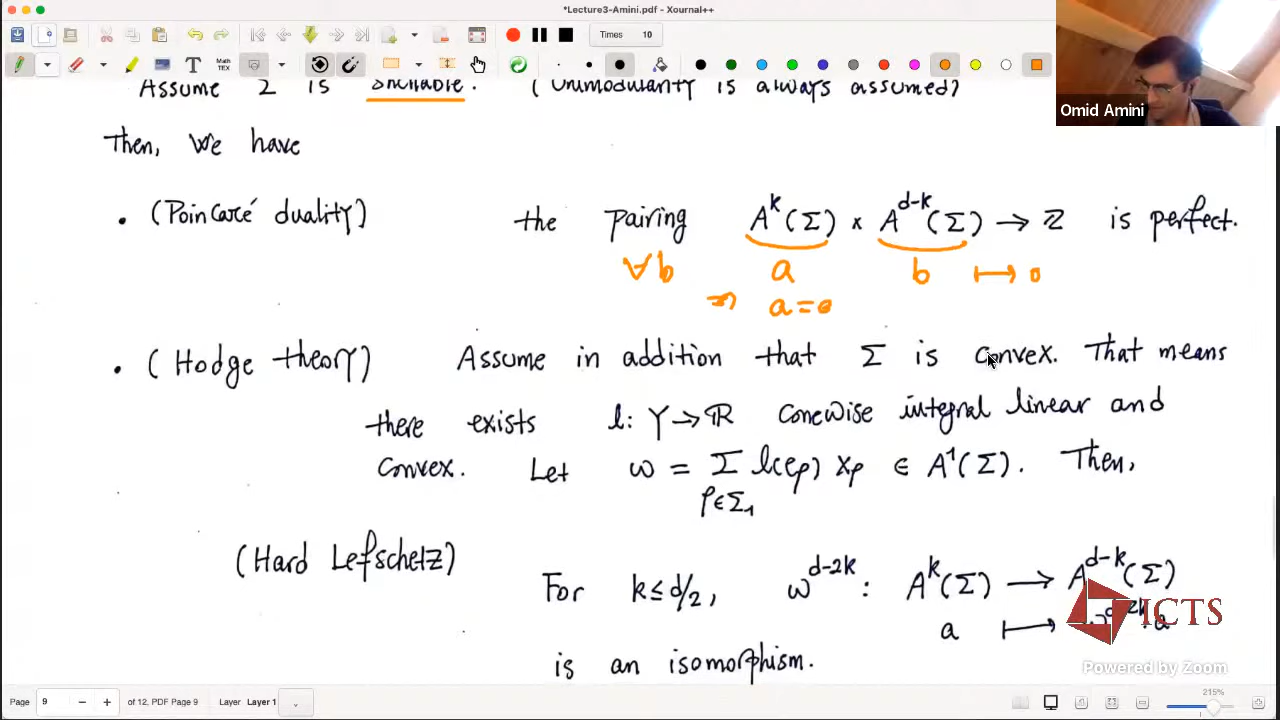 *Lecture3-Amini.pdf - Xournal++
Times 10
Omid Amini
Assume Σ is shellable. (Unimodularity is always assumed)
Then, we have
• (Poincaré duality) the pairing A^k(Σ) × A^{d-k}(Σ) → ℤ is perfect.
∀b a b ↦ 0
⇒ a=0
• (Hodge theory) Assume in addition that Σ is convex. That means
there exists l: Y → ℝ conewise integral linear and
convex. Let ω = Σ l(e_ρ) x_ρ ∈ A^1(Σ). Then,
ρ∈Σ_1
(Hard Lefschetz)
For k ≤ d/2, ω^{d-2k} : A^k(Σ) → A^{d-k}(Σ)
a ↦ a
is an isomorphism.
ICTS
Powered by Zoom
Page 9 of 12, PDF Page 9 Layer Layer 1 215%